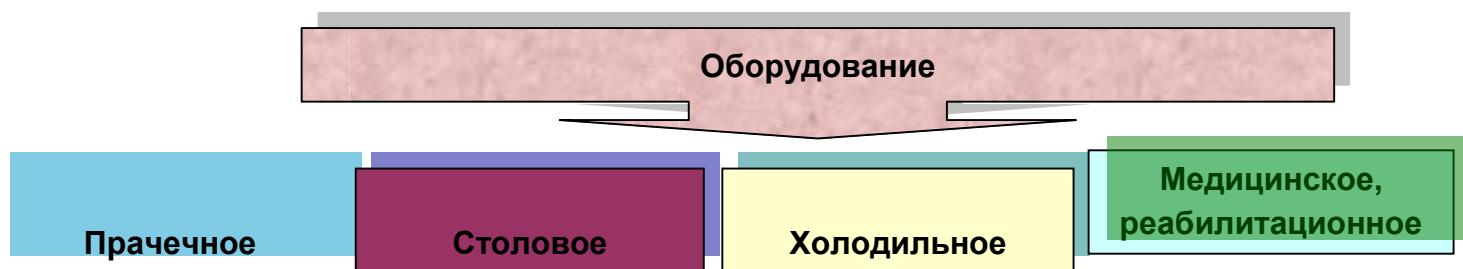 Оборудование
Прачечное
Столовое
Холодильное
Медицинское,
реабилитационное